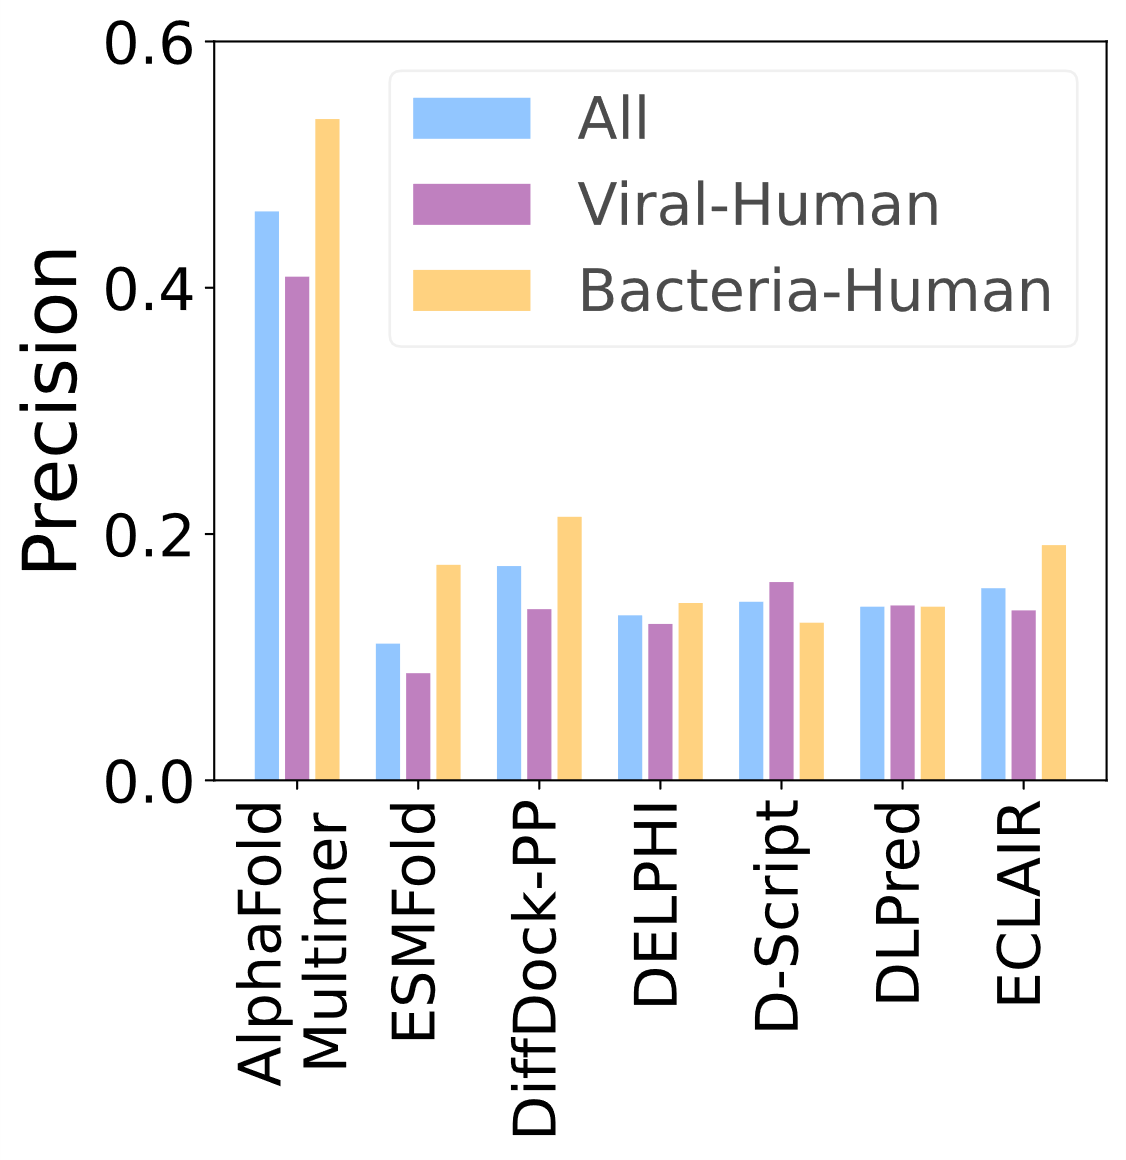 0.6
0.4
0.2
0.0
Precision
All
Viral-Human
Bacteria-Human
AlphaFold
Multimer
ESMFold
DiffDock-PP
DELPHI
D-Script
DLPred
ECLAIR